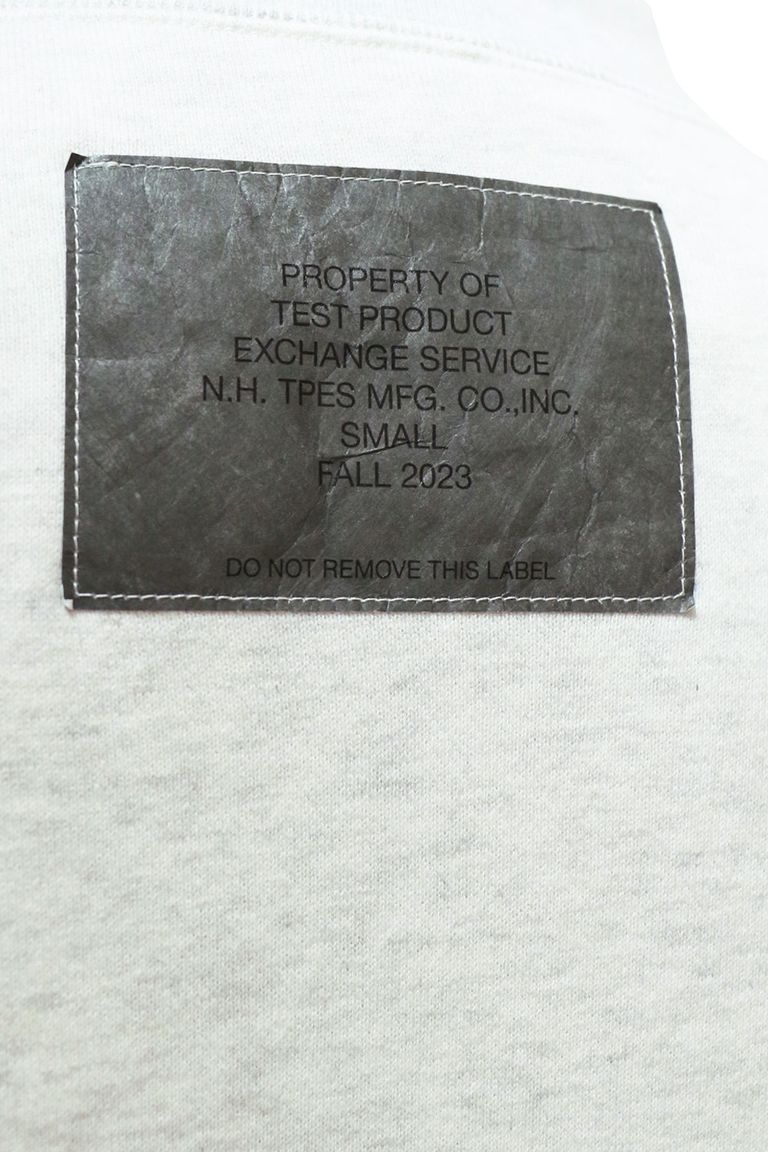 PROPERTY OF
TEST PRODUCT
EXCHANGE SERVICE
N.H. TPES MFG. CO.,INC.
SMALL
FALL 2023
DO NOT REMOVE THIS LABEL